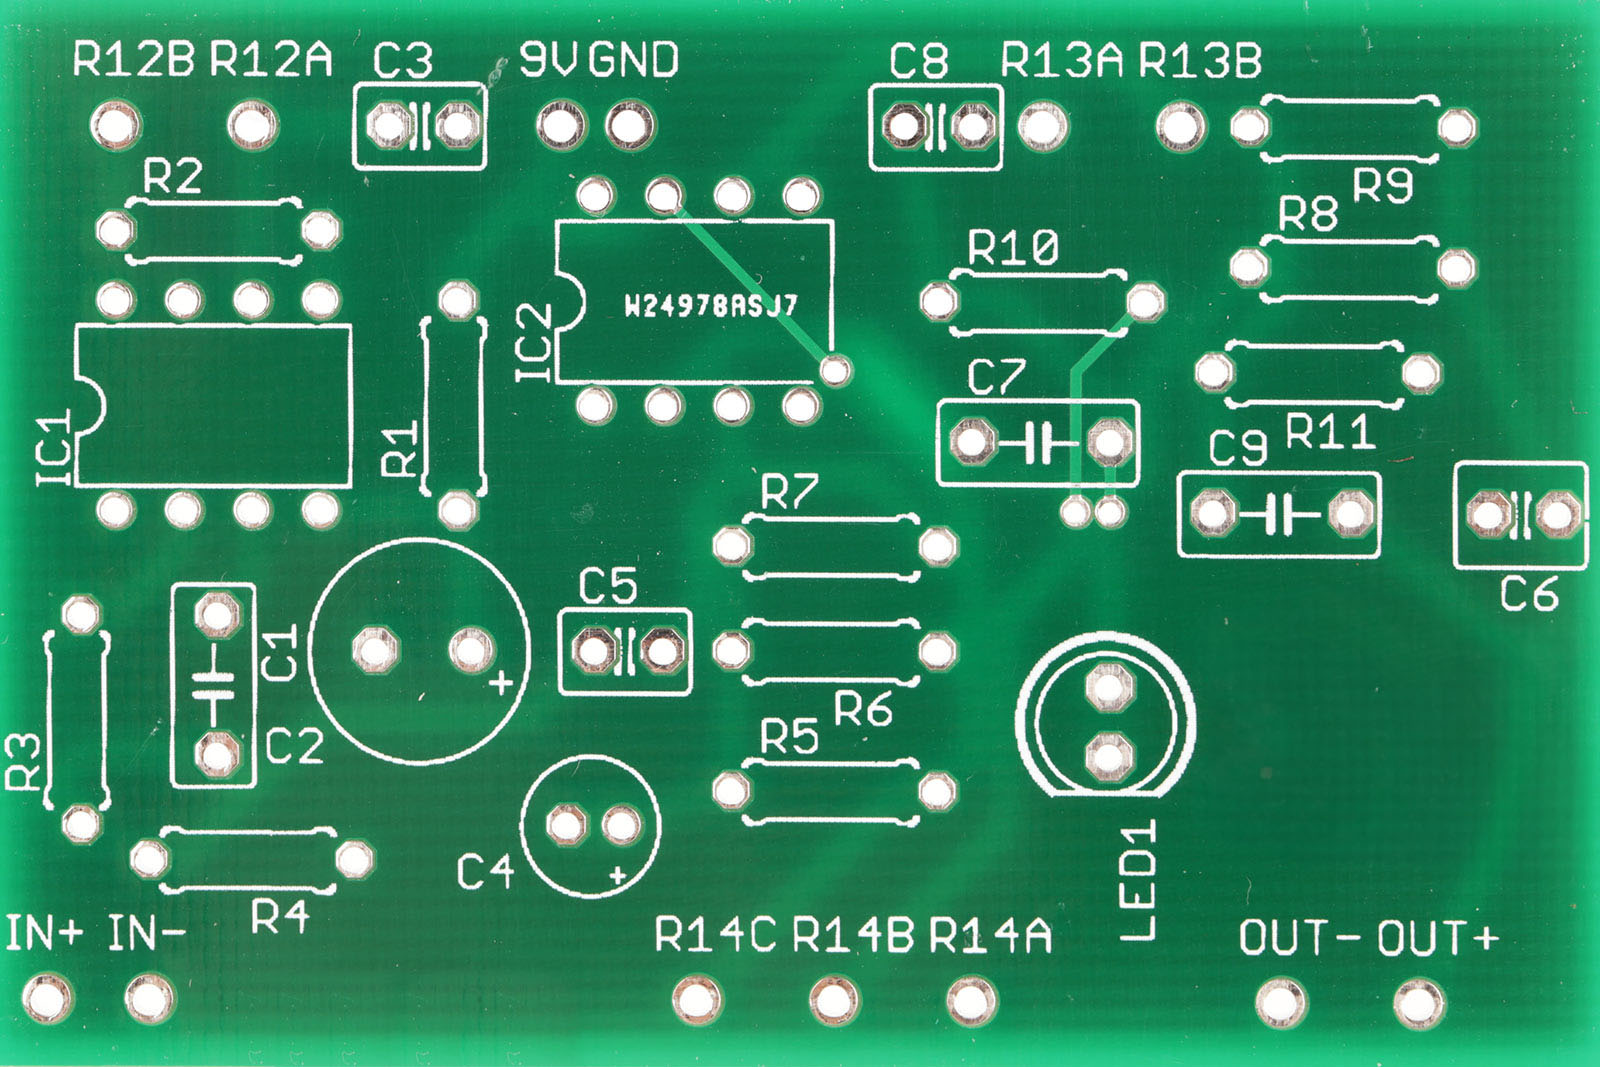 R12B R12A C3 9V GND C8 R13A R13B
R2
R9
R8
R10
W24978ASJ7
IC2
C7
IC1
R1
R11
C9
R7
C5
C6
C1
R6
R5
C2
R3
C4
LED1
R4
IN+ IN- R14C R14B R14A OUT- OUT+
+
+